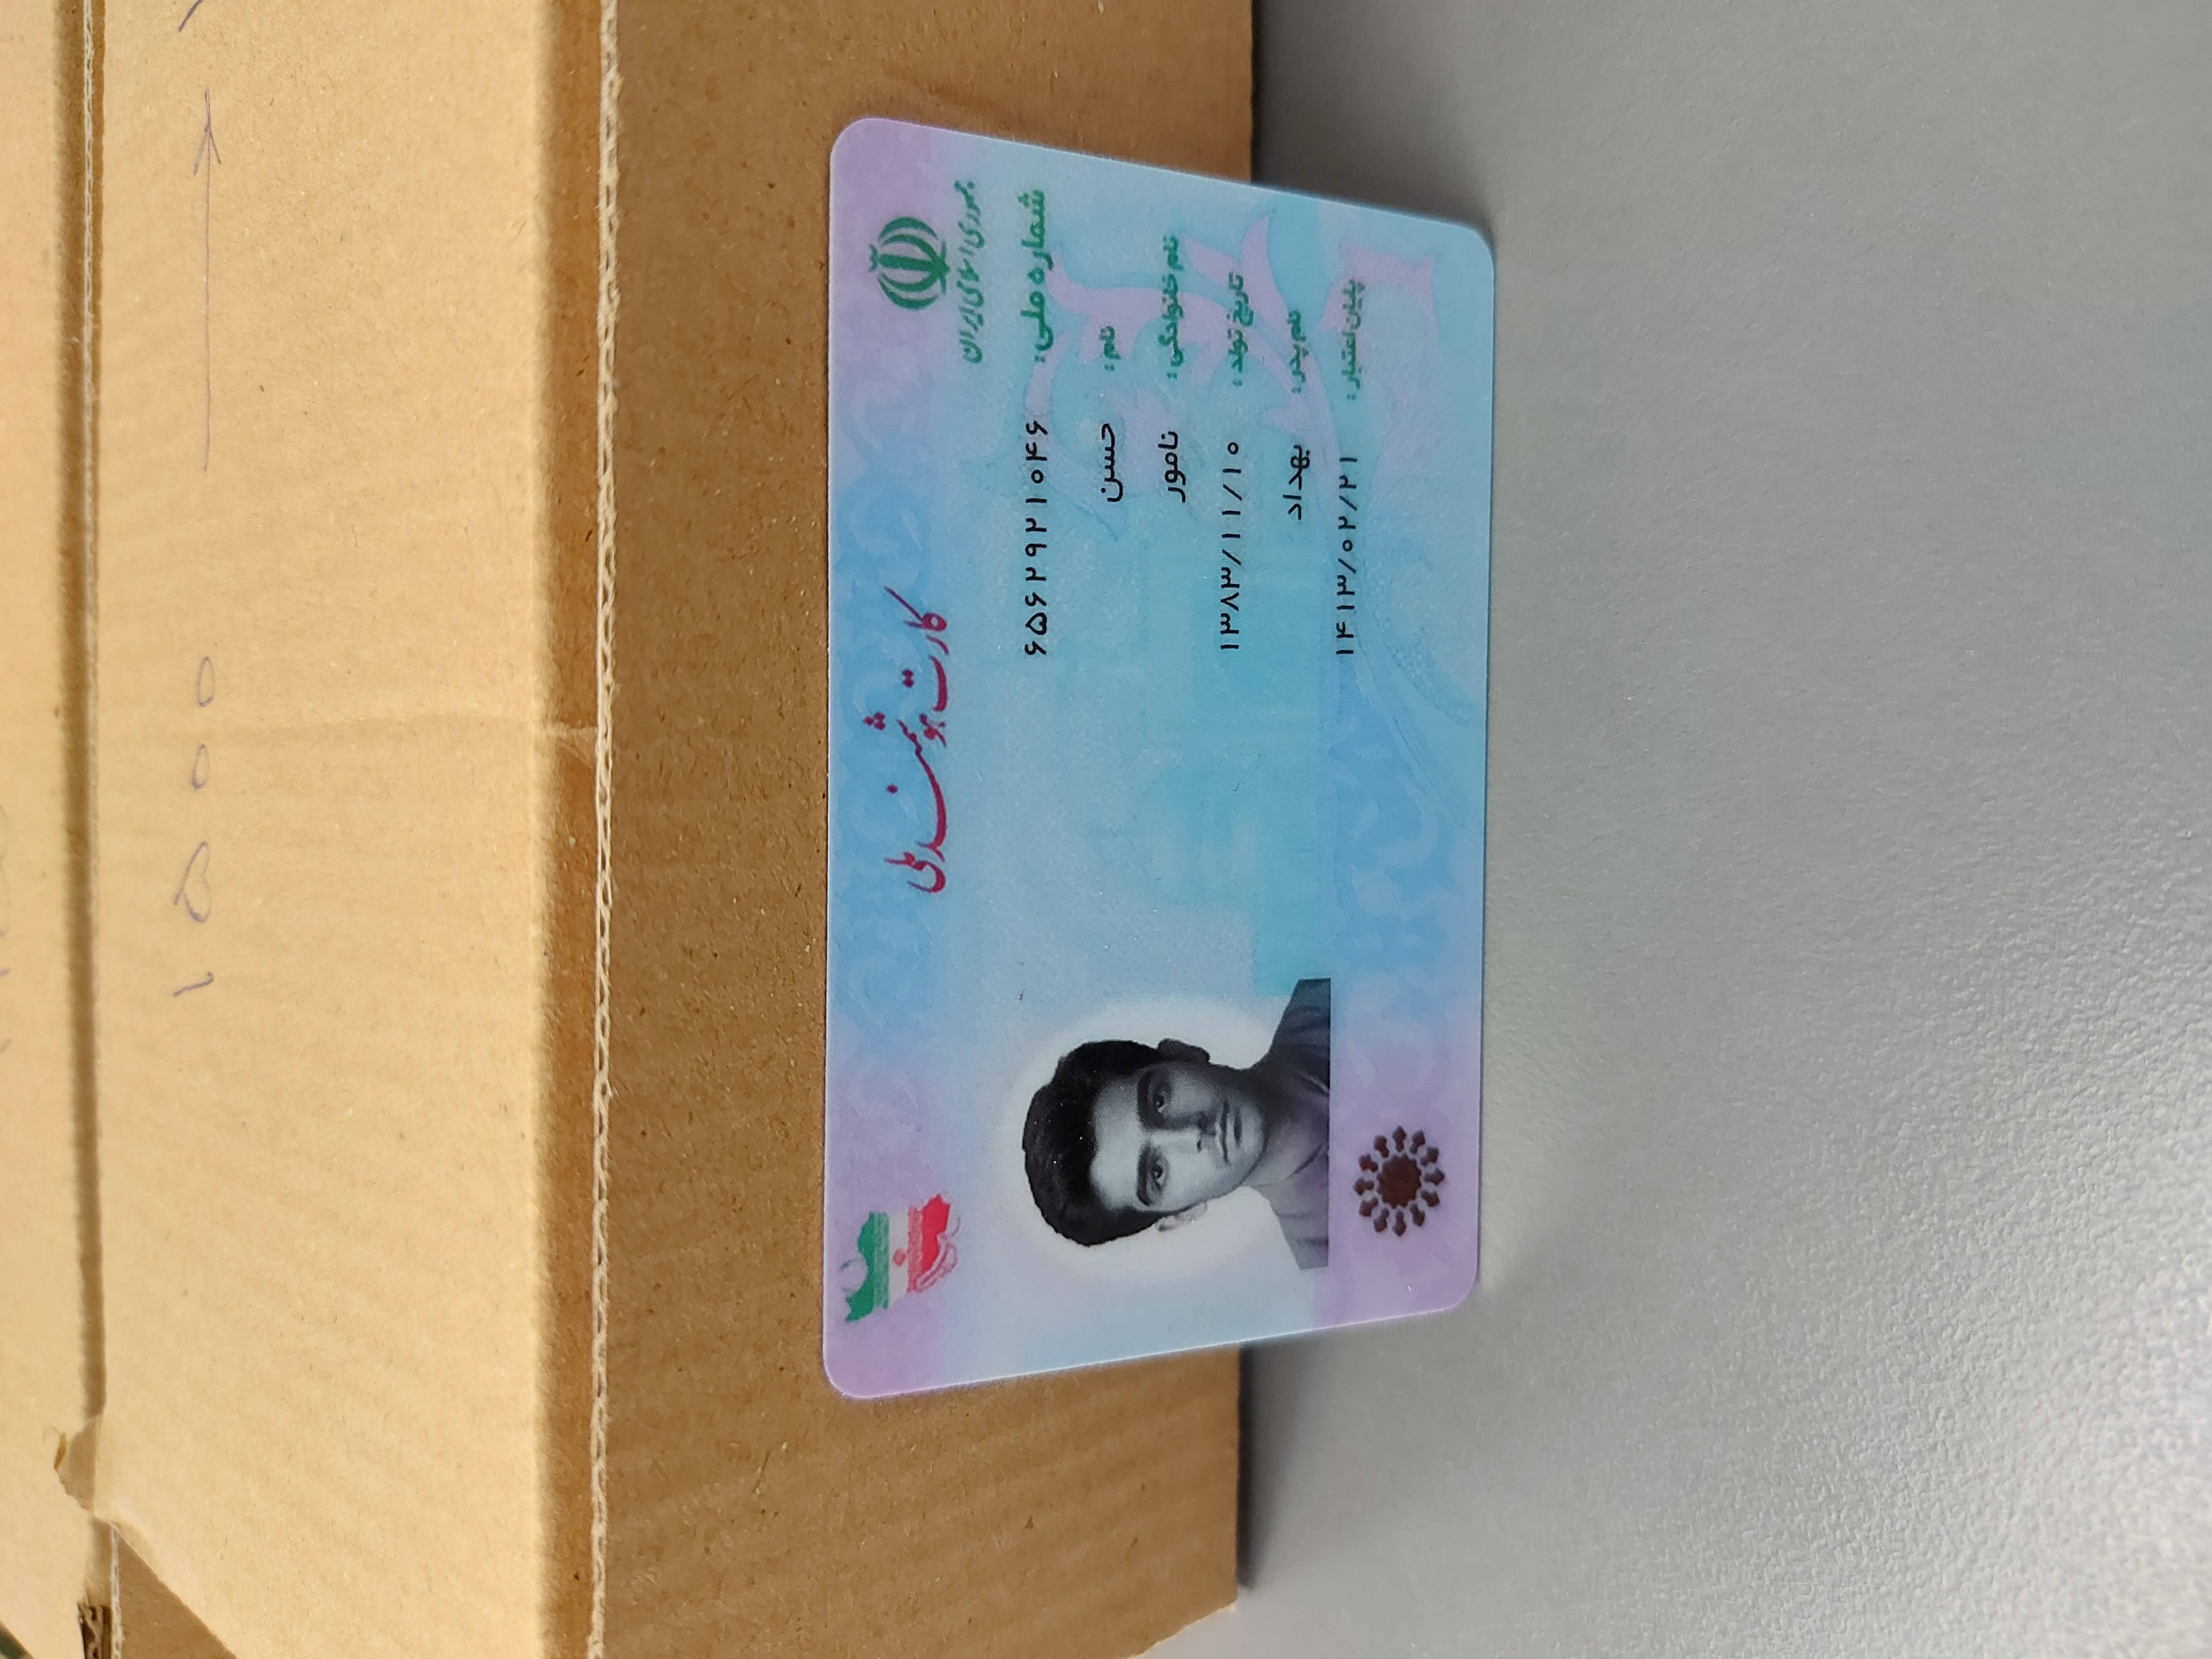 جمهوری اسلامی ایران
کارت هوشمند ملی
شماره ملی: ۶۵۶۲۹۲۱۰۴۶
نام: حسن
نام خانوادگی: نامور
تاریخ تولد: ۱۳۸۳/۱۱/۱۰
نام پدر: بهداد
پایان اعتبار: ۱۴۱۳/۰۲/۲۱
۱۵۰۰